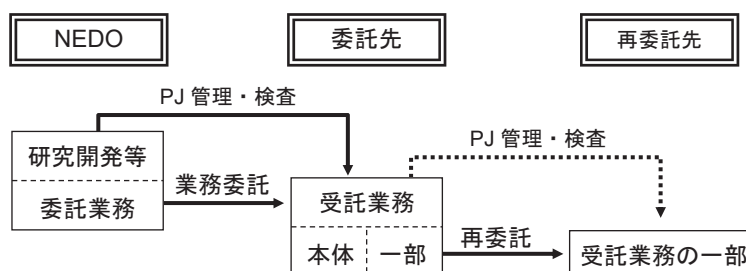 NEDO
委託先
再委託先
PJ 管理・検査
PJ 管理・検査
研究開発等
委託業務
業務委託
受託業務
本体
一部
再委託
受託業務の一部